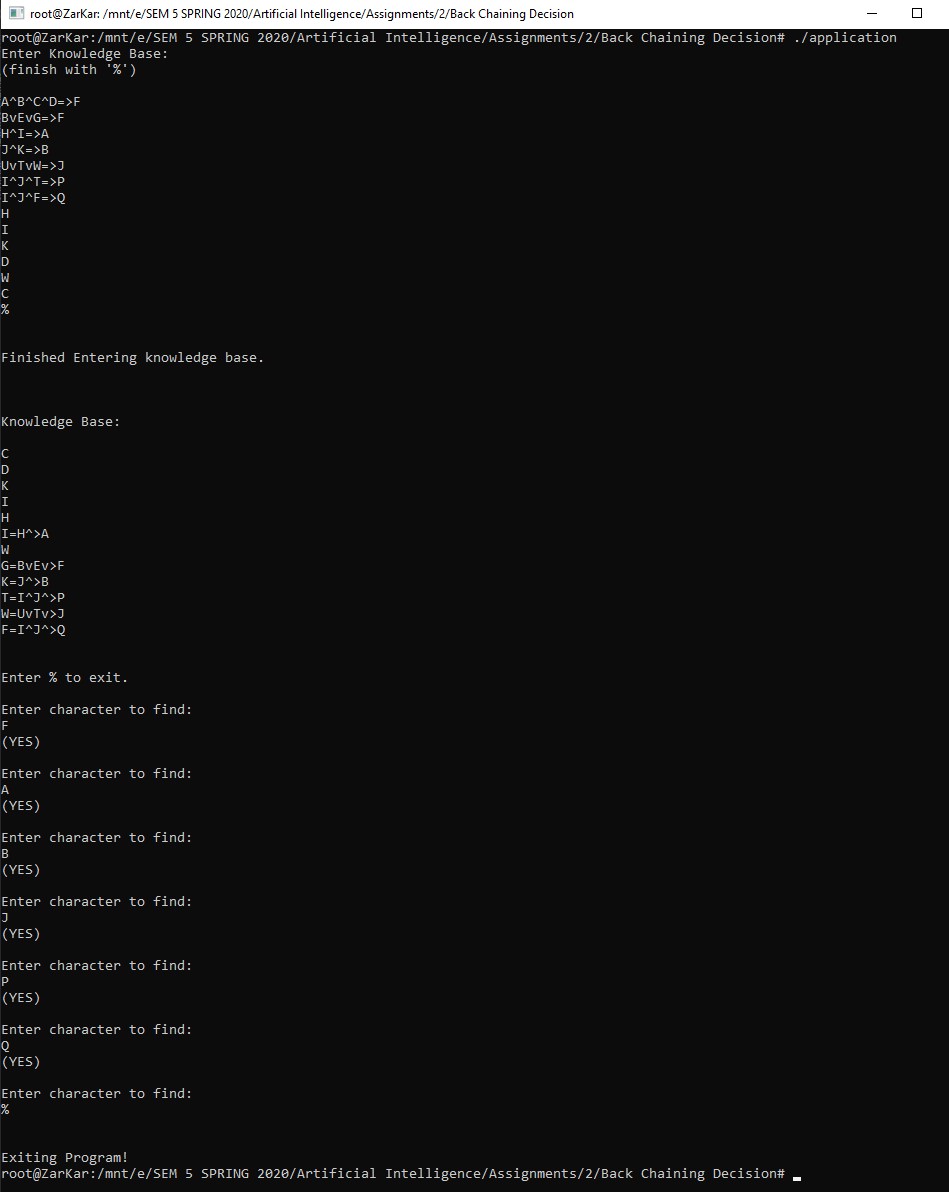 root@ZarKar: /mnt/e/SEM 5 SPRING 2020/Artificial Intelligence/Assignments/2/Back Chaining Decision
root@ZarKar:/mnt/e/SEM 5 SPRING 2020/Artificial Intelligence/Assignments/2/Back Chaining Decision# ./application
Enter Knowledge Base:
(finish with '%')
A^B^C^D=>F
BvEvG=>F
H^I=>A
J^K=>B
UvTvW=>J
I^J^T=>P
I^J^F=>Q
H
I
K
D
W
C
%
Finished Entering knowledge base.
Knowledge Base:
C
D
K
I
H
I=H^>A
W
G=BvEv>F
K=J^>B
T=I^J^>P
W=UvTv>J
F=I^J^>Q
Enter % to exit.
Enter character to find:
F
(YES)
Enter character to find:
A
(YES)
Enter character to find:
B
(YES)
Enter character to find:
J
(YES)
Enter character to find:
P
(YES)
Enter character to find:
Q
(YES)
Enter character to find:
%
Exiting Program!
root@ZarKar:/mnt/e/SEM 5 SPRING 2020/Artificial Intelligence/Assignments/2/Back Chaining Decision#